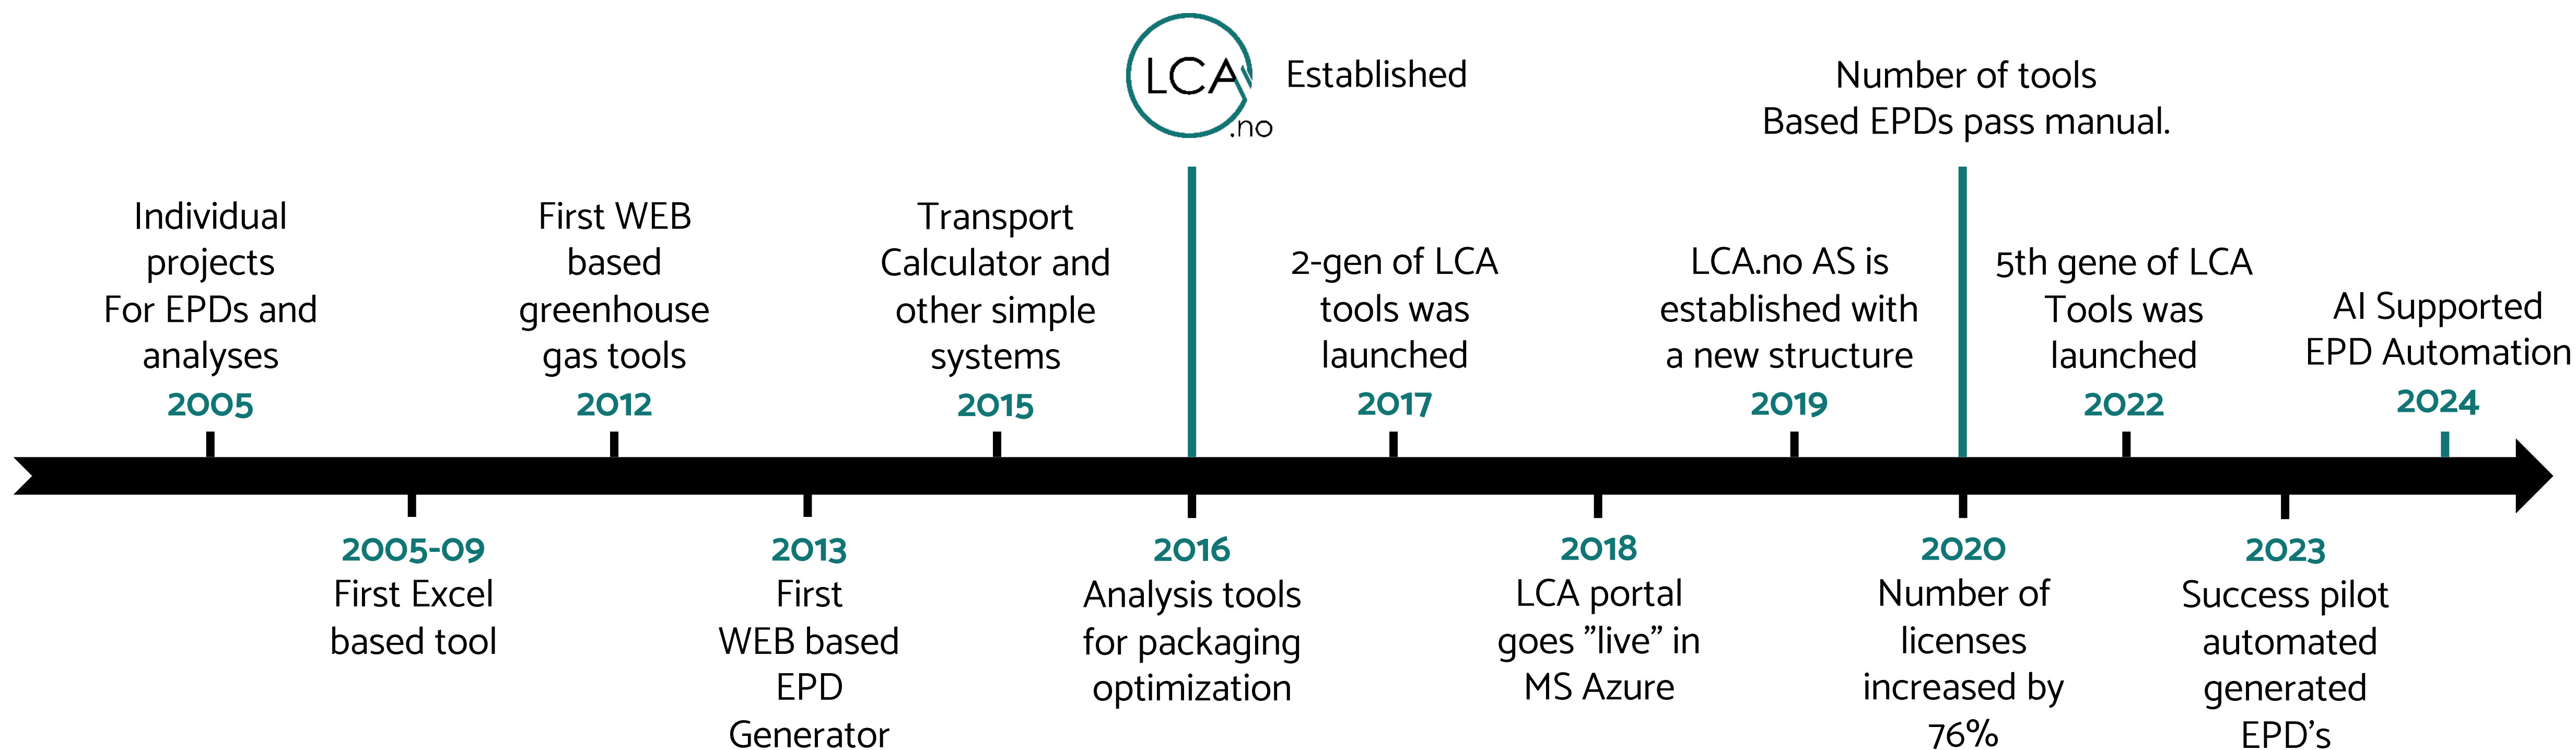 LCA
.no
Established
Number of tools
Based EPDs pass manual.
Individual
projects
For EPDs and
analyses
2005
First WEB
based
greenhouse
gas tools
2012
Transport
Calculator and
other simple
systems
2015
2-gen of LCA
tools was
launched
2017
LCA.no AS is
established with
a new structure
2019
5th gene of LCA
Tools was
launched
2022
AI Supported
EPD Automation
2024
2005-09
First Excel
based tool
2013
First
WEB based
EPD
Generator
2016
Analysis tools
for packaging
optimization
2018
LCA portal
goes ”live” in
MS Azure
2020
Number of
licenses
increased by
76%
2023
Success pilot
automated
generated
EPD’s